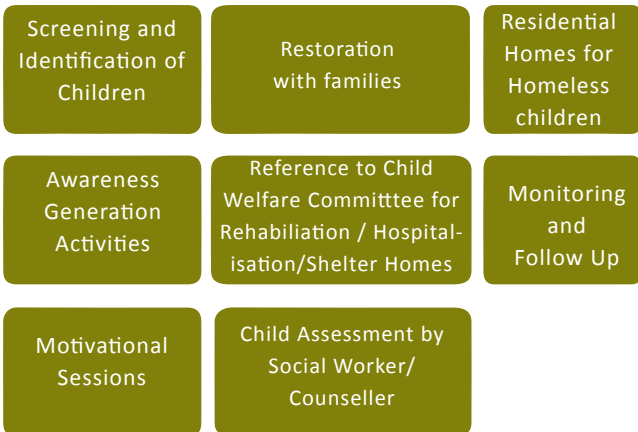 Screening and
Identification of
Children
Restoration
with families
Residential
Homes for
Homeless
children
Awareness
Generation
Activities
Reference to Child
Welfare Committtee for
Rehabiliation / Hospital-
isation/Shelter Homes
Monitoring
and
Follow Up
Motivational
Sessions
Child Assessment by
Social Worker/
Counseller